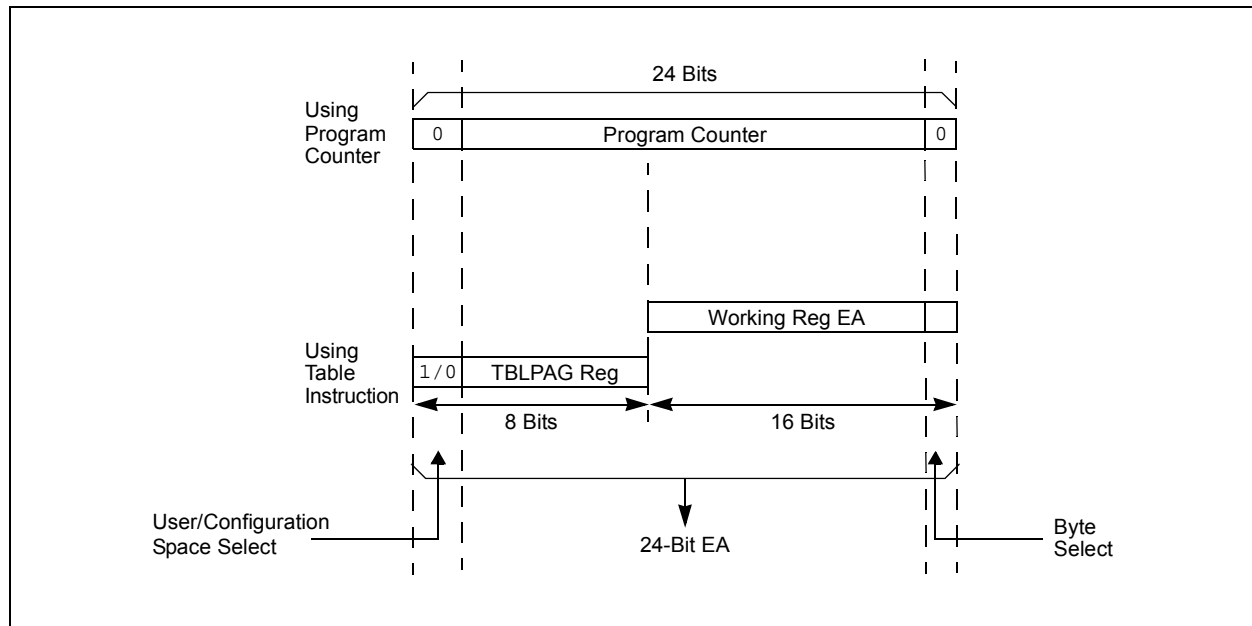 24 Bits
Using
Program
Counter
0
Program Counter
0
Working Reg EA
Using
Table
Instruction
1/0
TBLPAG Reg
8 Bits
16 Bits
User/Configuration
Space Select
24-Bit EA
Byte
Select